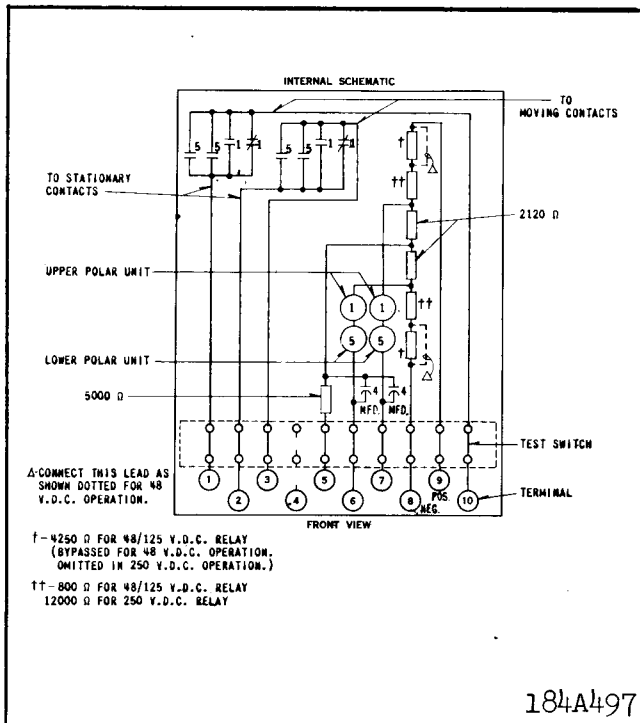 INTERNAL SCHEMATIC
TO
MOVING CONTACTS
5
5
1
1
5
5
1
1
†
Δ
††
TO STATIONARY
CONTACTS
2120 Ω
UPPER POLAR UNIT
1
1
††
LOWER POLAR UNIT
5
5
†
Δ
5000 Ω
4
MFD.
4
MFD.
TEST SWITCH
1
3
5
7
9
POS.
2
4
6
8
NEG.
10
TERMINAL
FRONT VIEW
Δ-CONNECT THIS LEAD AS
SHOWN DOTTED FOR 48
V.D.C. OPERATION.
†-4250 Ω FOR 48/125 V.D.C. RELAY
(BYPASSED FOR 48 V.D.C. OPERATION.
OMITTED IN 250 V.D.C. OPERATION.)
††-800 Ω FOR 48/125 V.D.C. RELAY
12000 Ω FOR 250 V.D.C. RELAY
184A497